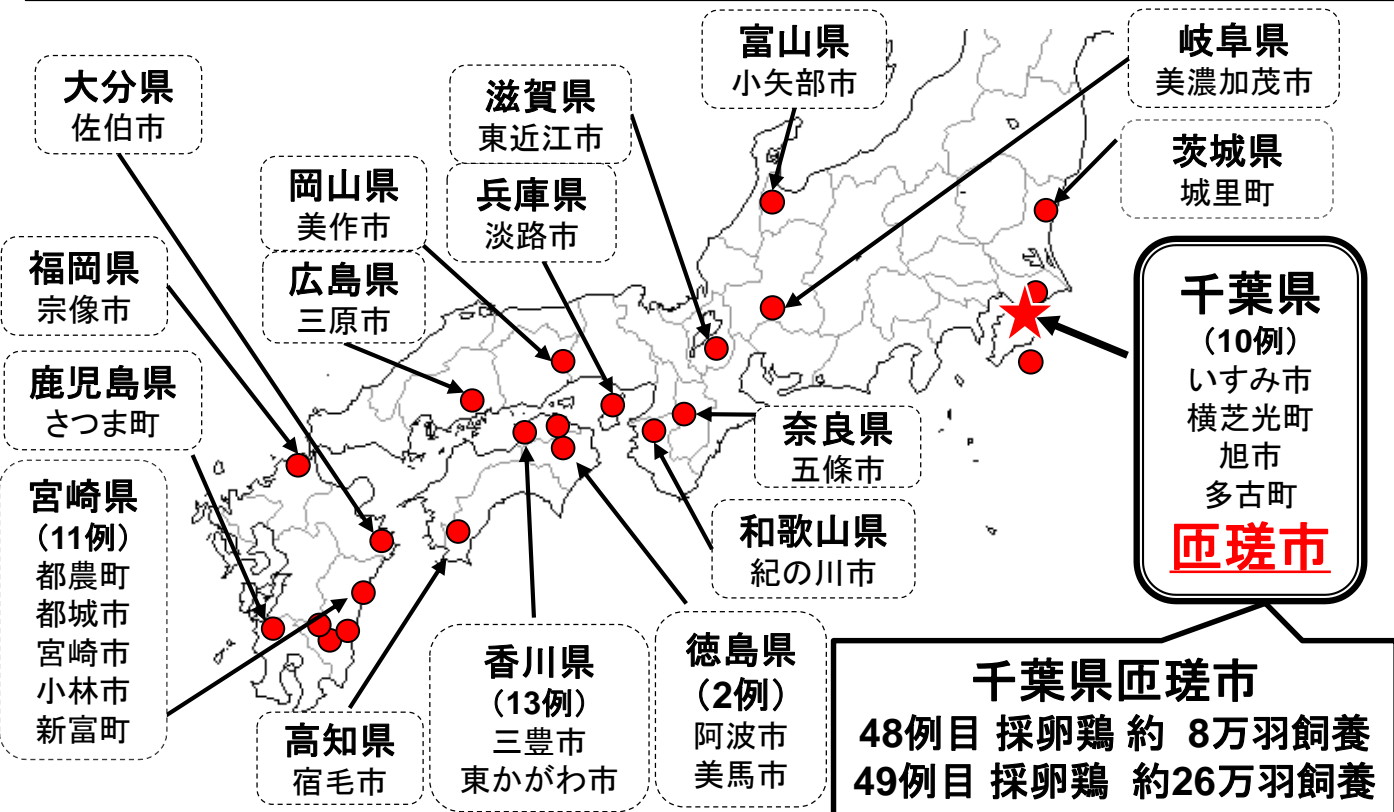 大分県
佐伯市
福岡県
宗像市
鹿児島県
さつま町
宮崎県
(11例)
都農町
都城市
宮崎市
小林市
新富町
岡山県
美作市
広島県
三原市
滋賀県
東近江市
兵庫県
淡路市
富山県
小矢部市
岐阜県
美濃加茂市
茨城県
城里町
千葉県
(10例)
いすみ市
横芝光町
旭市
多古町
匝瑳市
奈良県
五條市
和歌山県
紀の川市
高知県
宿毛市
香川県
(13例)
三豊市
東かがわ市
徳島県
(2例)
阿波市
美馬市
千葉県匝瑳市
48例目 採卵鶏 約 8万羽飼養
49例目 採卵鶏 約26万羽飼養